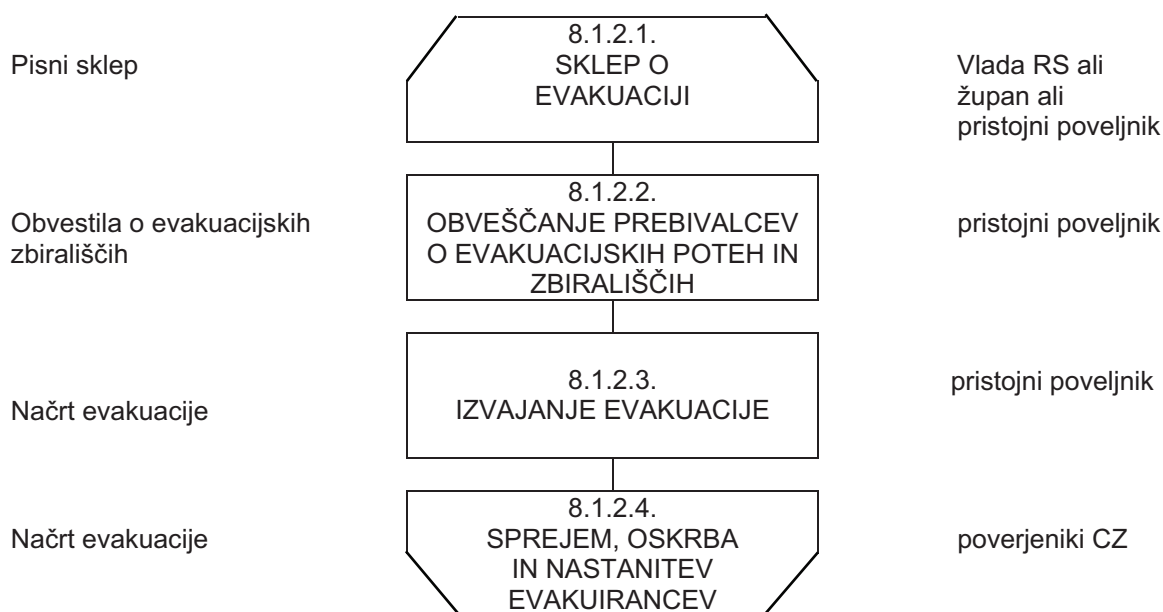 Pisni sklep
8.1.2.1.
SKLEP O
EVAKUACIJI
Vlada RS ali
župan ali
pristojni poveljnik
Obvestila o evakuacijskih
zbirališčih
8.1.2.2.
OBVEŠČANJE PREBIVALCEV
O EVAKUACIJSKIH POTEH IN
ZBIRALIŠČIH
pristojni poveljnik
Načrt evakuacije
8.1.2.3.
IZVAJANJE EVAKUACIJE
pristojni poveljnik
Načrt evakuacije
8.1.2.4.
SPREJEM, OSKRBA
IN NASTANITEV
EVAKUIRANCEV
poverjeniki CZ